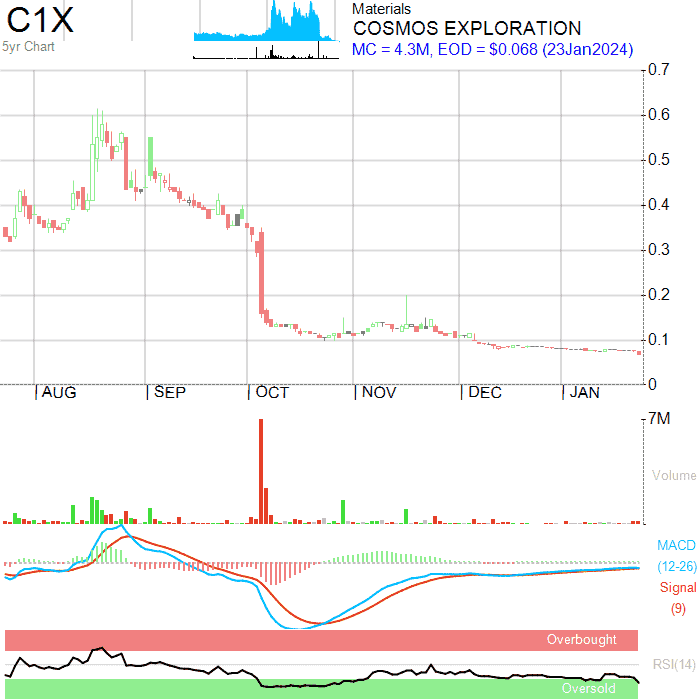 C1X
5yr Chart
Materials
COSMOS EXPLORATION
MC = 4.3M, EOD = $0.068 (23Jan2024)
0.7
0.6
0.5
0.4
0.3
0.2
0.1
0
AUG SEP OCT NOV DEC JAN
7M
Volume
MACD
(12-26)
Signal
(9)
Overbought
RSI(14)
Oversold